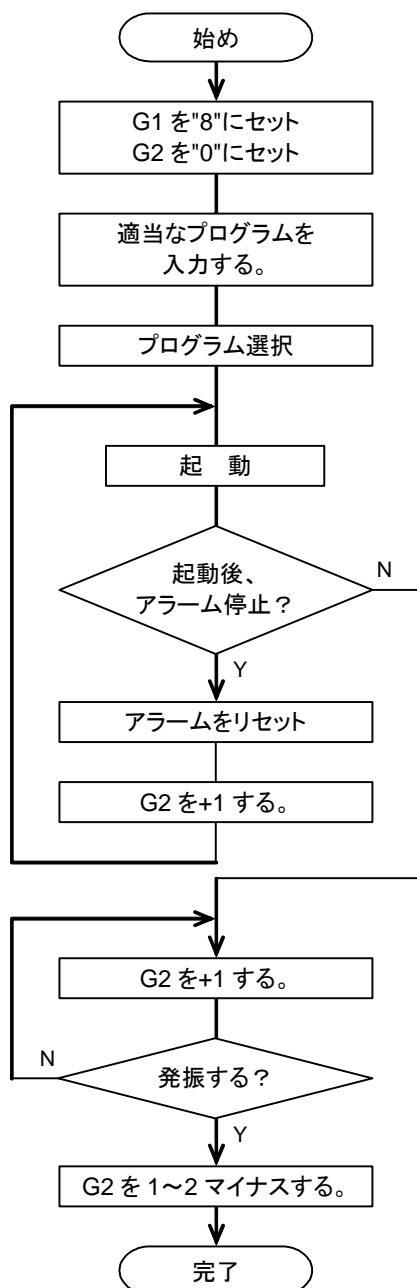 始め
G1 を"8"にセット
G2 を"0"にセット
適当なプログラムを
入力する。
プログラム選択
起　動
起動後、
アラーム停止？
N
Y
アラームをリセット
G2 を+1 する。
G2 を+1 する。
N
発振する？
Y
G2 を 1～2 マイナスする。
完了